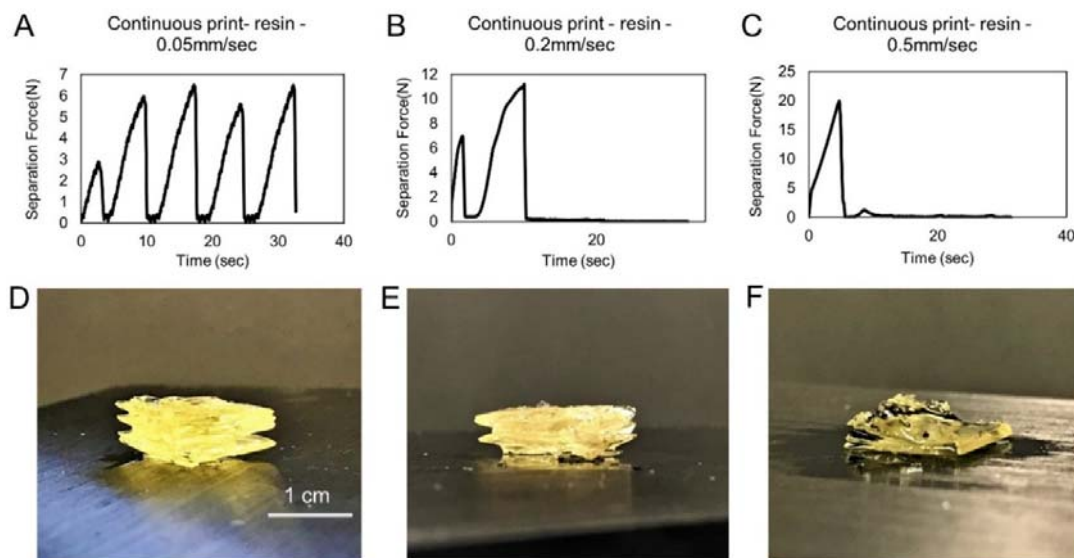 A
Continuous print- resin -
0.05mm/sec
Separation Force(N)
7
6
5
4
3
2
1
0
0 10 20 30 40
Time (sec)
B
Continuous print- resin -
0.2mm/sec
Separation Force(N)
12
10
8
6
4
2
0
0 20
Time (sec)
C
Continuous print- resin -
0.5mm/sec
Separation Force(N)
25
20
15
10
5
0
0 20 40
Time (sec)
D
1 cm
E
F